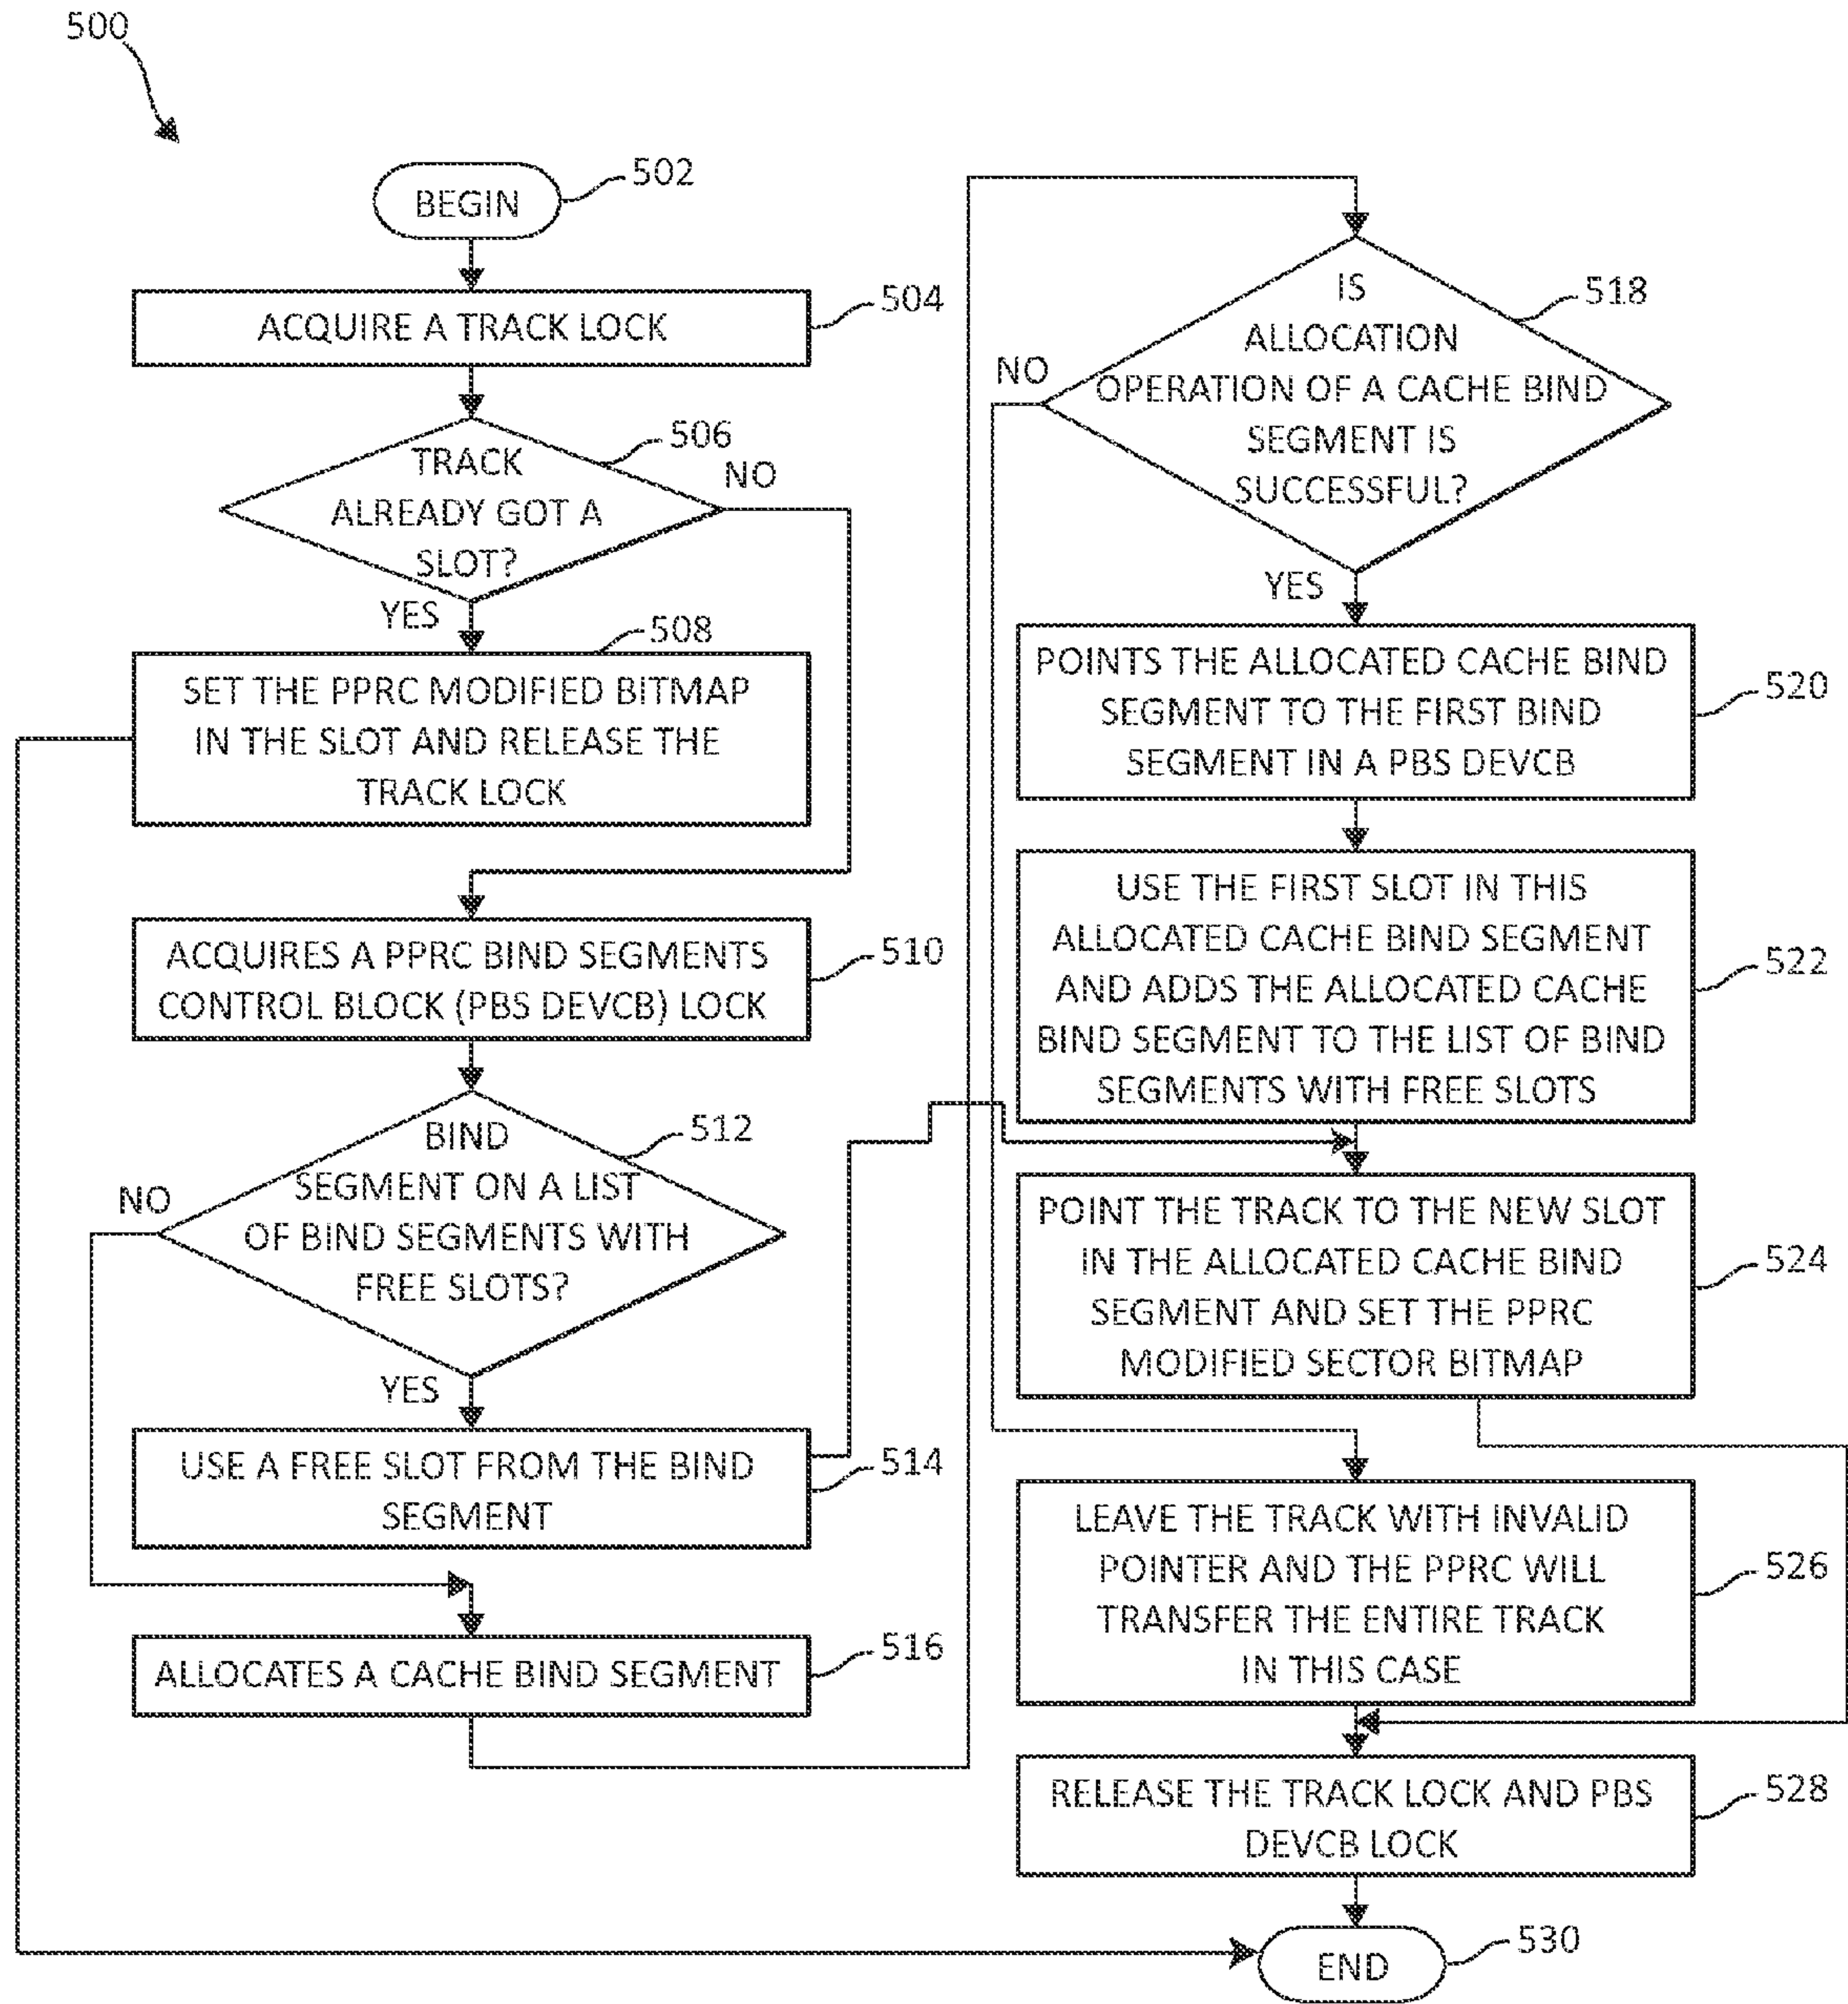 500
BEGIN
502
ACQUIRE A TRACK LOCK
504
TRACK
ALREADY GOT A
SLOT?
506
NO
YES
SET THE PPRC MODIFIED BITMAP
IN THE SLOT AND RELEASE THE
TRACK LOCK
508
ACQUIRES A PPRC BIND SEGMENTS
CONTROL BLOCK (PBS DEVCB) LOCK
510
BIND
SEGMENT ON A LIST
OF BIND SEGMENTS WITH
FREE SLOTS?
512
NO
YES
USE A FREE SLOT FROM THE BIND
SEGMENT
514
ALLOCATES A CACHE BIND SEGMENT
516
IS
ALLOCATION
OPERATION OF A CACHE BIND
SEGMENT IS
SUCCESSFUL?
518
NO
YES
POINTS THE ALLOCATED CACHE BIND
SEGMENT TO THE FIRST BIND
SEGMENT IN A PBS DEVCB
520
USE THE FIRST SLOT IN THIS
ALLOCATED CACHE BIND SEGMENT
AND ADDS THE ALLOCATED CACHE
BIND SEGMENT TO THE LIST OF BIND
SEGMENTS WITH FREE SLOTS
522
POINT THE TRACK TO THE NEW SLOT
IN THE ALLOCATED CACHE BIND
SEGMENT AND SET THE PPRC
MODIFIED SECTOR BITMAP
524
LEAVE THE TRACK WITH INVALID
POINTER AND THE PPRC WILL
TRANSFER THE ENTIRE TRACK
IN THIS CASE
526
RELEASE THE TRACK LOCK AND PBS
DEVCB LOCK
528
END
530